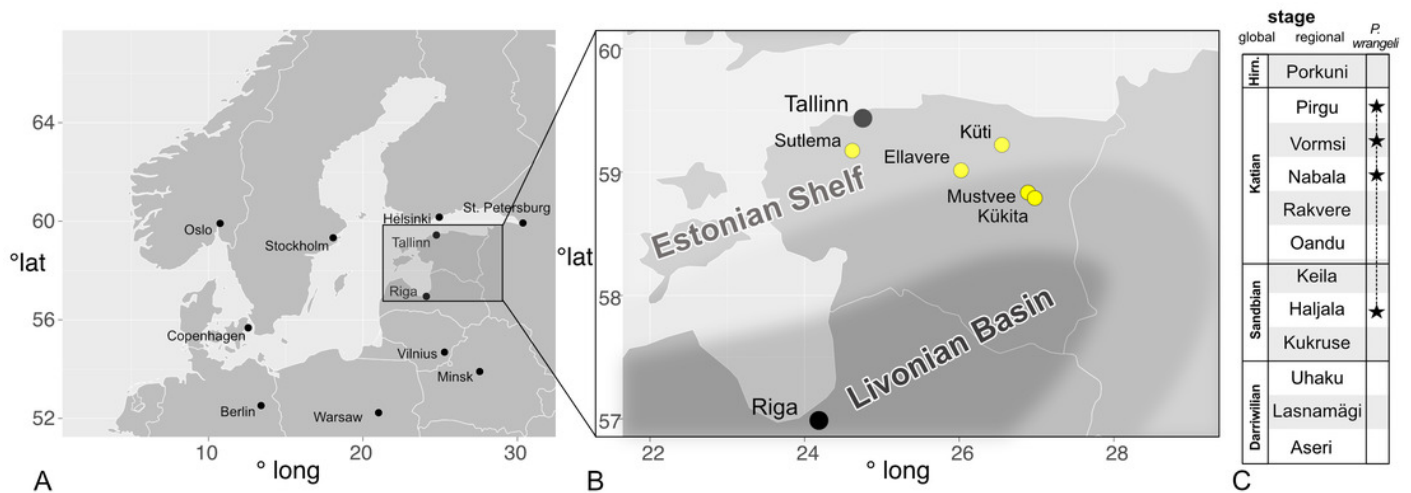 64
60
56
52
°lat
10
20
30
° long
Oslo
Stockholm
Helsinki
St. Petersburg
Tallinn
Riga
Copenhagen
Vilnius
Minsk
Berlin
Warsaw
A
60
59
58
57
°lat
22
24
26
28
° long
Tallinn
Sutlema
Küti
Ellavere
Mustvee
Kükita
Estonian Shelf
Livonian Basin
Riga
B
stage
global
regional
P.
wrangeli
Hirn.
Porkuni
Katian
Pirgu
Vormsi
Nabala
Rakvere
Oandu
Sandbian
Keila
Haljala
Kukruse
Darriwilian
Uhaku
Lasnamägi
Aseri
C